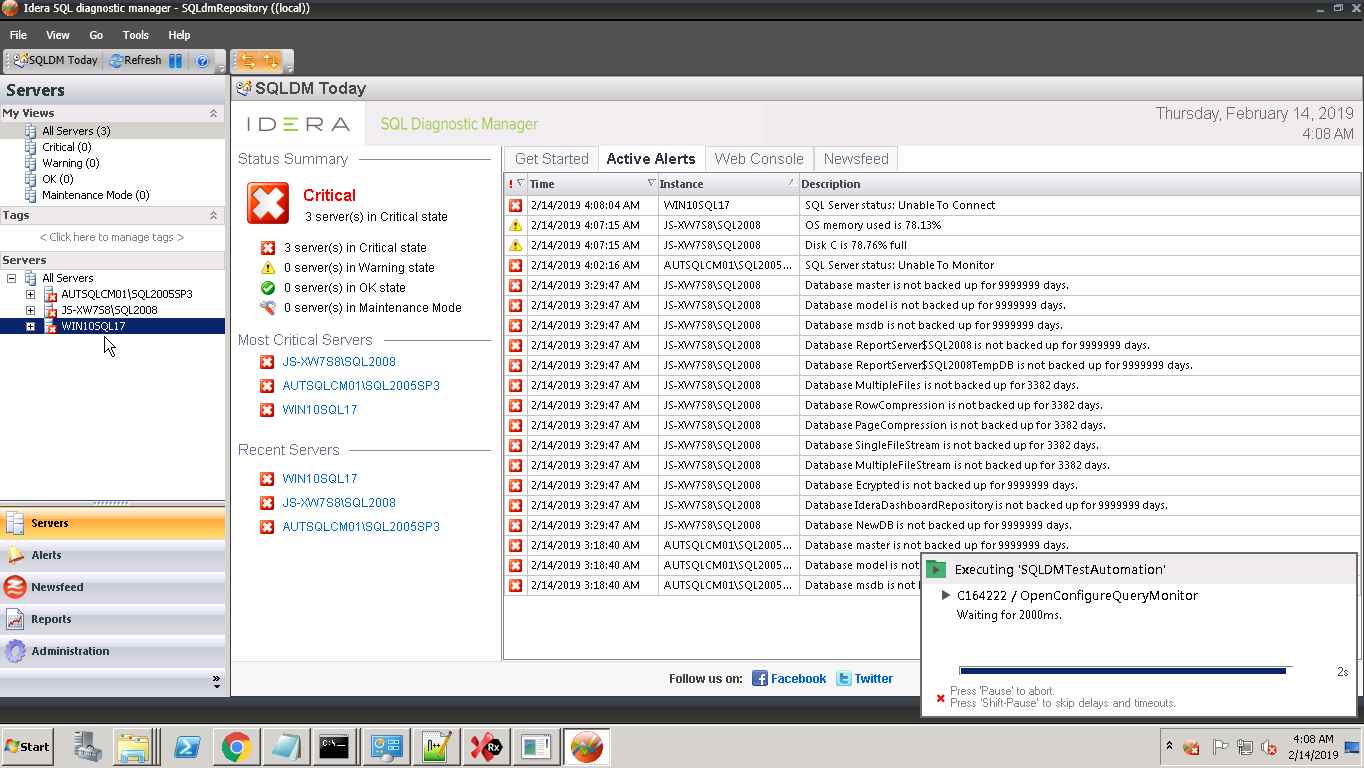 Idera SQL diagnostic manager - SQLdmRepository ((local))
File View Go Tools Help
SQLDM Today Refresh
Servers
My Views
All Servers (3)
Critical (0)
Warning (0)
OK (0)
Maintenance Mode (0)
Tags
< Click here to manage tags >
Servers
All Servers
AUTSQLCM01\SQL2005SP3
JS-XW7S8\SQL2008
WIN10SQL17
Servers
Alerts
Newsfeed
Reports
Administration
SQLDM Today
IDERA SQL Diagnostic Manager
Thursday, February 14, 2019
4:08 AM
Status Summary
Critical
3 server(s) in Critical state
3 server(s) in Critical state
0 server(s) in Warning state
0 server(s) in OK state
0 server(s) in Maintenance Mode
Most Critical Servers
JS-XW7S8\SQL2008
AUTSQLCM01\SQL2005SP3
WIN10SQL17
Recent Servers
WIN10SQL17
JS-XW7S8\SQL2008
AUTSQLCM01\SQL2005SP3
Get Started Active Alerts Web Console Newsfeed
! Time Instance Description
2/14/2019 4:08:04 AM WIN10SQL17 SQL Server status: Unable To Connect
2/14/2019 4:07:15 AM JS-XW7S8\SQL2008 OS memory used is 78.13%
2/14/2019 4:07:15 AM JS-XW7S8\SQL2008 Disk C is 78.76% full
2/14/2019 4:02:16 AM AUTSQLCM01\SQL2005... SQL Server status: Unable To Monitor
2/14/2019 3:29:47 AM JS-XW7S8\SQL2008 Database master is not backed up for 9999999 days.
2/14/2019 3:29:47 AM JS-XW7S8\SQL2008 Database model is not backed up for 9999999 days.
2/14/2019 3:29:47 AM JS-XW7S8\SQL2008 Database msdb is not backed up for 9999999 days.
2/14/2019 3:29:47 AM JS-XW7S8\SQL2008 Database ReportServer$SQL2008 is not backed up for 9999999 days.
2/14/2019 3:29:47 AM JS-XW7S8\SQL2008 Database ReportServer$SQL2008TempDB is not backed up for 9999999 days.
2/14/2019 3:29:47 AM JS-XW7S8\SQL2008 Database MultipleFiles is not backed up for 3382 days.
2/14/2019 3:29:47 AM JS-XW7S8\SQL2008 Database RowCompression is not backed up for 3382 days.
2/14/2019 3:29:47 AM JS-XW7S8\SQL2008 Database PageCompression is not backed up for 3382 days.
2/14/2019 3:29:47 AM JS-XW7S8\SQL2008 Database SingleFileStream is not backed up for 3382 days.
2/14/2019 3:29:47 AM JS-XW7S8\SQL2008 Database MultipleFileStream is not backed up for 3382 days.
2/14/2019 3:29:47 AM JS-XW7S8\SQL2008 Database Ecrypted is not backed up for 9999999 days.
2/14/2019 3:29:47 AM JS-XW7S8\SQL2008 Database IderaDashboardRepository is not backed up for 9999999 days.
2/14/2019 3:29:47 AM JS-XW7S8\SQL2008 Database NewDB is not backed up for 9999999 days.
2/14/2019 3:18:40 AM AUTSQLCM01\SQL2005... Database master is not backed up for 9999999 days.
2/14/2019 3:18:40 AM AUTSQLCM01\SQL2005... Database model is not
2/14/2019 3:18:40 AM AUTSQLCM01\SQL2005... Database msdb is not
Follow us on: Facebook Twitter
Executing 'SQLDMTestAutomation'
C164222 / OpenConfigureQueryMonitor
Waiting for 2000ms.
2s
Press 'Pause' to abort.
Press 'Shift-Pause' to skip delays and timeouts.
Start
4:08 AM
2/14/2019